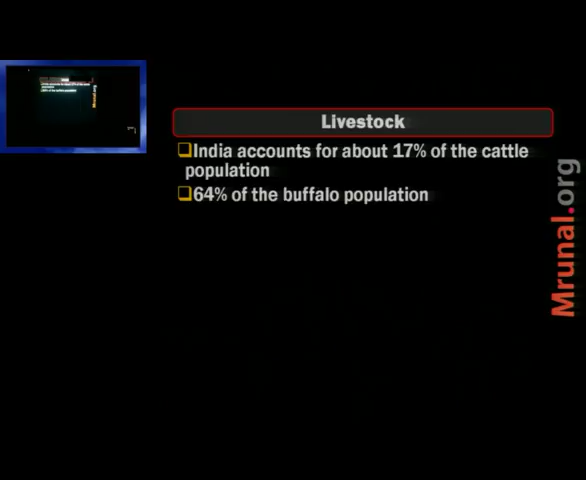 Livestock
❑India accounts for about 17% of the cattle
population
❑64% of the buffalo population
Mrunal.org